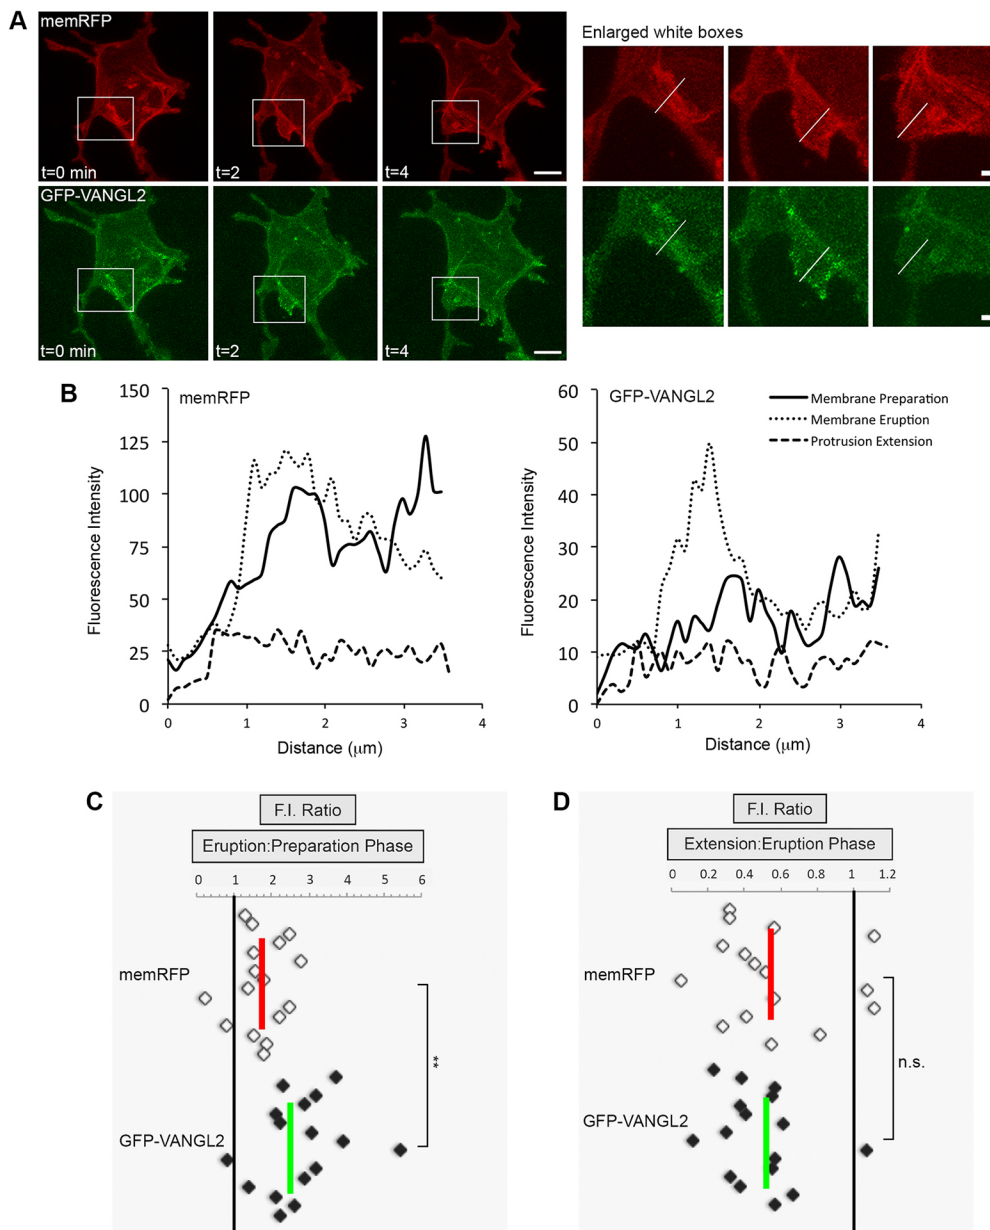 A
memRFP
t=0 min
t=2
t=4
GFP-VANGL2
t=0 min
t=2
t=4
Enlarged white boxes
B
memRFP
150
125
100
75
50
25
0
Fluorescence Intensity
0 1 2 3 4
Distance (μm)
GFP-VANGL2
60
50
40
30
20
10
0
Fluorescence Intensity
0 1 2 3 4
Distance (μm)
Membrane Preparation
Membrane Eruption
Protrusion Extension
C
F.I. Ratio
Eruption:Preparation Phase
0 1 2 3 4 5 6
memRFP
GFP-VANGL2
**
D
F.I. Ratio
Extension:Eruption Phase
0 0.2 0.4 0.6 0.8 1 1.2
memRFP
GFP-VANGL2
n.s.